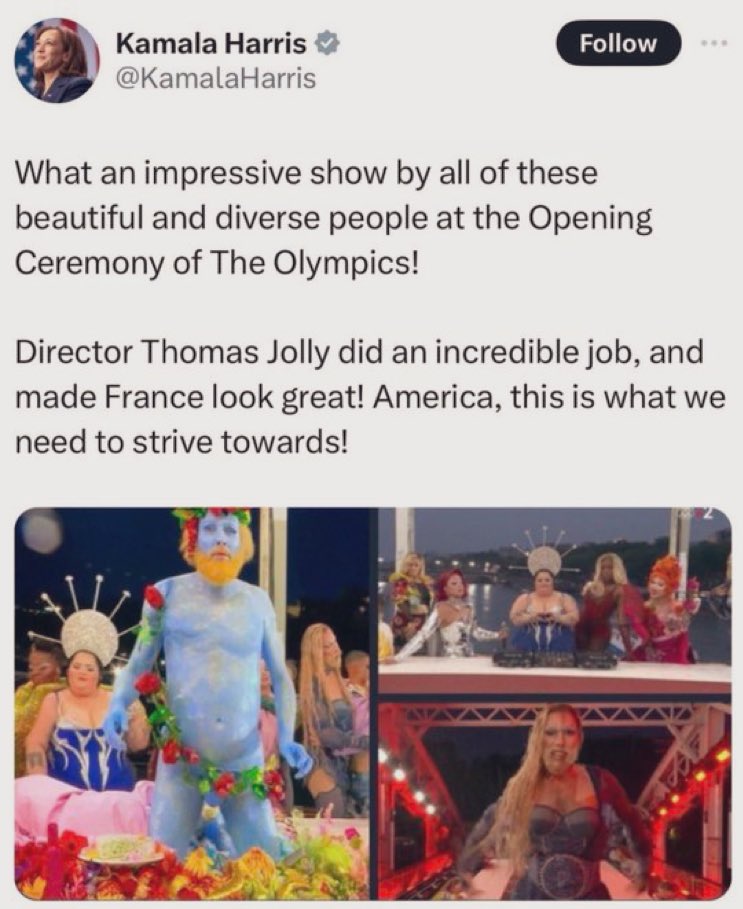 Kamala Harris
Follow
@KamalaHarris
What an impressive show by all of these
beautiful and diverse people at the Opening
Ceremony of The Olympics!
Director Thomas Jolly did an incredible job, and
made France look great! America, this is what we
need to strive towards!
2